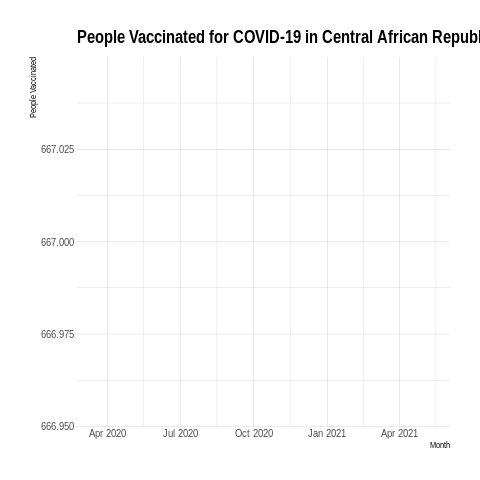 People Vaccinated for COVID-19 in Central African Republ
People Vaccinated
667.025
667.000
666.975
666.950
Apr 2020 Jul 2020 Oct 2020 Jan 2021 Apr 2021
Month